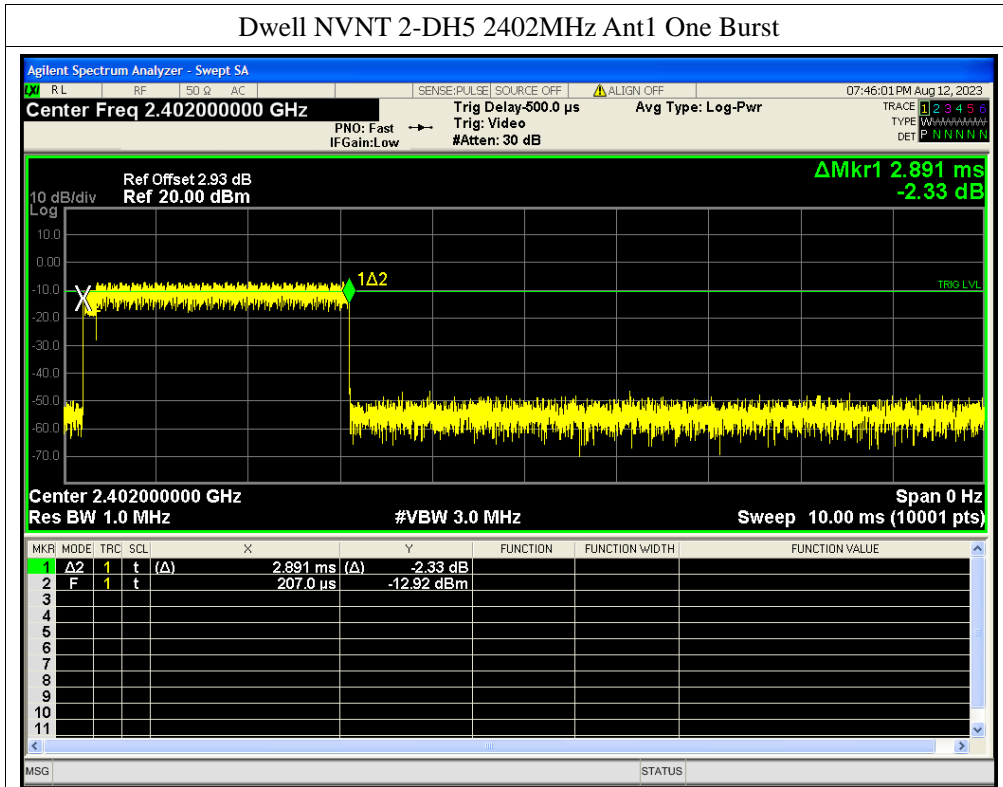 Dwell NVNT 2-DH5 2402MHz Ant1 One Burst
Agilent Spectrum Analyzer - Swept SA
LXI RL RF 50 Ω AC SENSE:PULSE SOURCE OFF ALIGN OFF 07:46:01 PM Aug 12, 2023
Center Freq 2.402000000 GHz Trig Delay-500.0 µs Avg Type: Log-Pwr TRACE 1 2 3 4 5 6
PNO: Fast Trig: Video TYPE
IFGain:Low #Atten: 30 dB DET P N N N N N
ΔMkr1 2.891 ms
-2.33 dB
Ref Offset 2.93 dB
10 dB/div Ref 20.00 dBm
Log
10.0
0.00
1Δ2
-10.0
TRIG LVL
-20.0
-30.0
-40.0
-50.0
-60.0
-70.0
Center 2.402000000 GHz Span 0 Hz
Res BW 1.0 MHz #VBW 3.0 MHz Sweep 10.00 ms (10001 pts)
MKR MODE TRC SCL X Y FUNCTION FUNCTION WIDTH FUNCTION VALUE
1 Δ2 1 t (Δ) 2.891 ms (Δ) -2.33 dB
2 F 1 t 207.0 µs -12.92 dBm
3
4
5
6
7
8
9
10
11
MSG STATUS